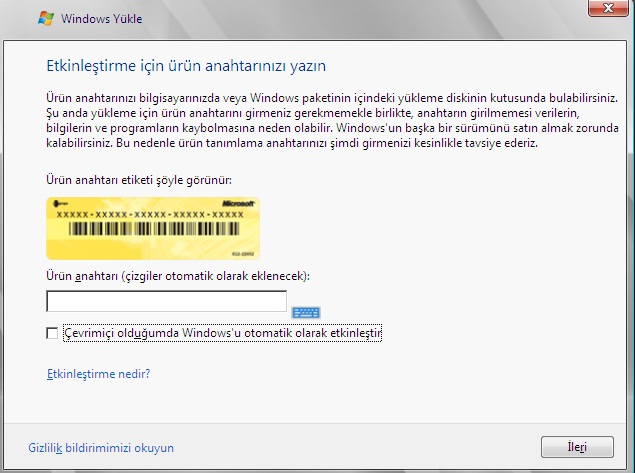 Windows Yükle
Etkinleştirme için ürün anahtarınızı yazın
Ürün anahtarınızı bilgisayarınızda veya Windows paketinin içindeki yükleme diskinin kutusunda bulabilirsiniz.
Şu anda yükleme için ürün anahtarını girmeniz gerekmemekle birlikte, anahtarın girilmemesi verilerin,
bilgilerin ve programların kaybolmasına neden olabilir. Windows'un başka bir sürümünü satın almak zorunda
kalabilirsiniz. Bu nedenle ürün tanımlama anahtarınızı şimdi girmenizi kesinlikle tavsiye ederiz.
Ürün anahtarı etiketi şöyle görünür:
Microsoft
XXXXX-XXXXX-XXXXX-XXXXX-XXXXX
Ürün anahtarı (çizgiler otomatik olarak eklenecek):
Çevrimiçi olduğumda Windows'u otomatik olarak etkinleştir
Etkinleştirme nedir?
Gizlilik bildirimimizi okuyun
İleri